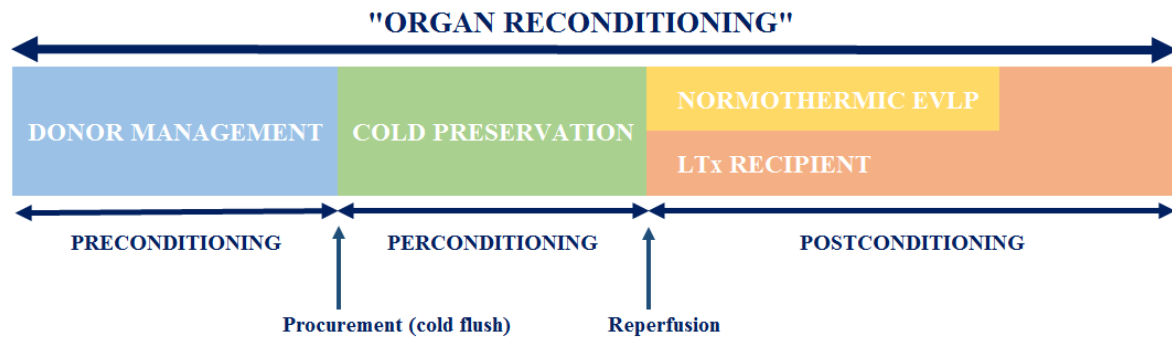 "ORGAN RECONDITIONING"
DONOR MANAGEMENT
COLD PRESERVATION
NORMOTHERMIC EVLP
LTx RECIPIENT
PRECONDITIONING
PERCONDITIONING
POSTCONDITIONING
Procurement (cold flush)
Reperfusion